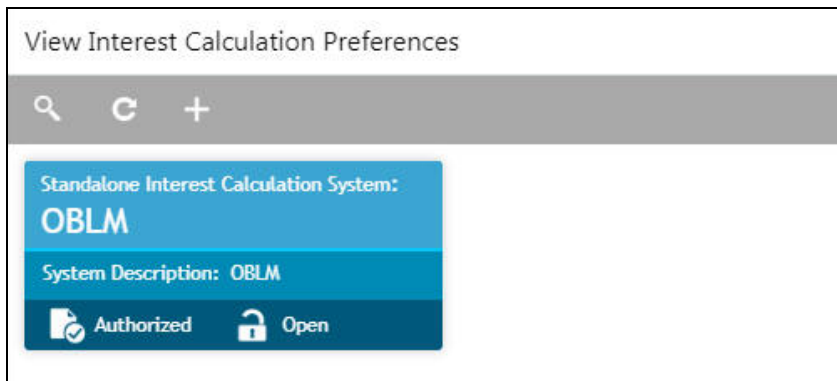 View Interest Calculation Preferences
Standalone Interest Calculation System:
OBLM
System Description: OBLM
Authorized Open